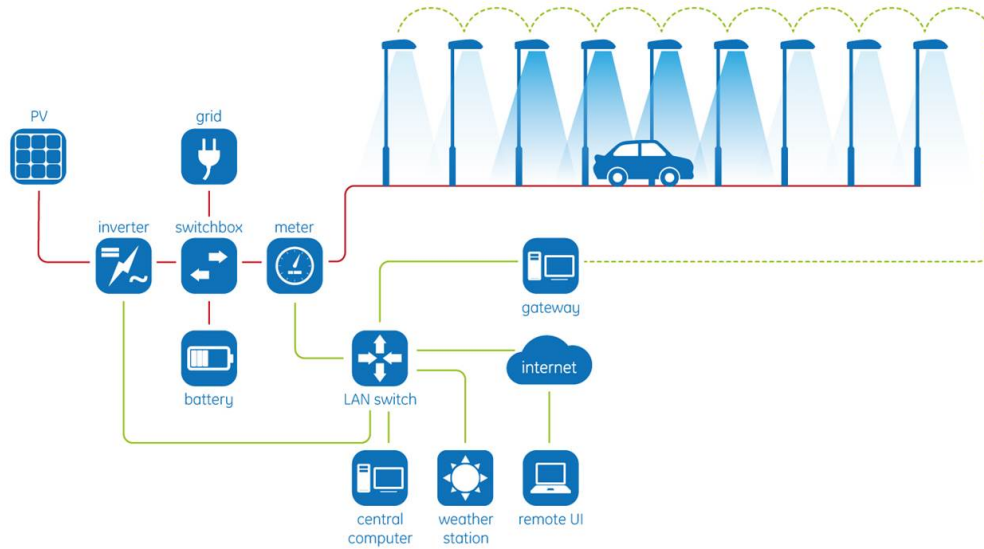 PV
grid
inverter
switchbox
meter
gateway
battery
LAN switch
internet
central
computer
weather
station
remote UI